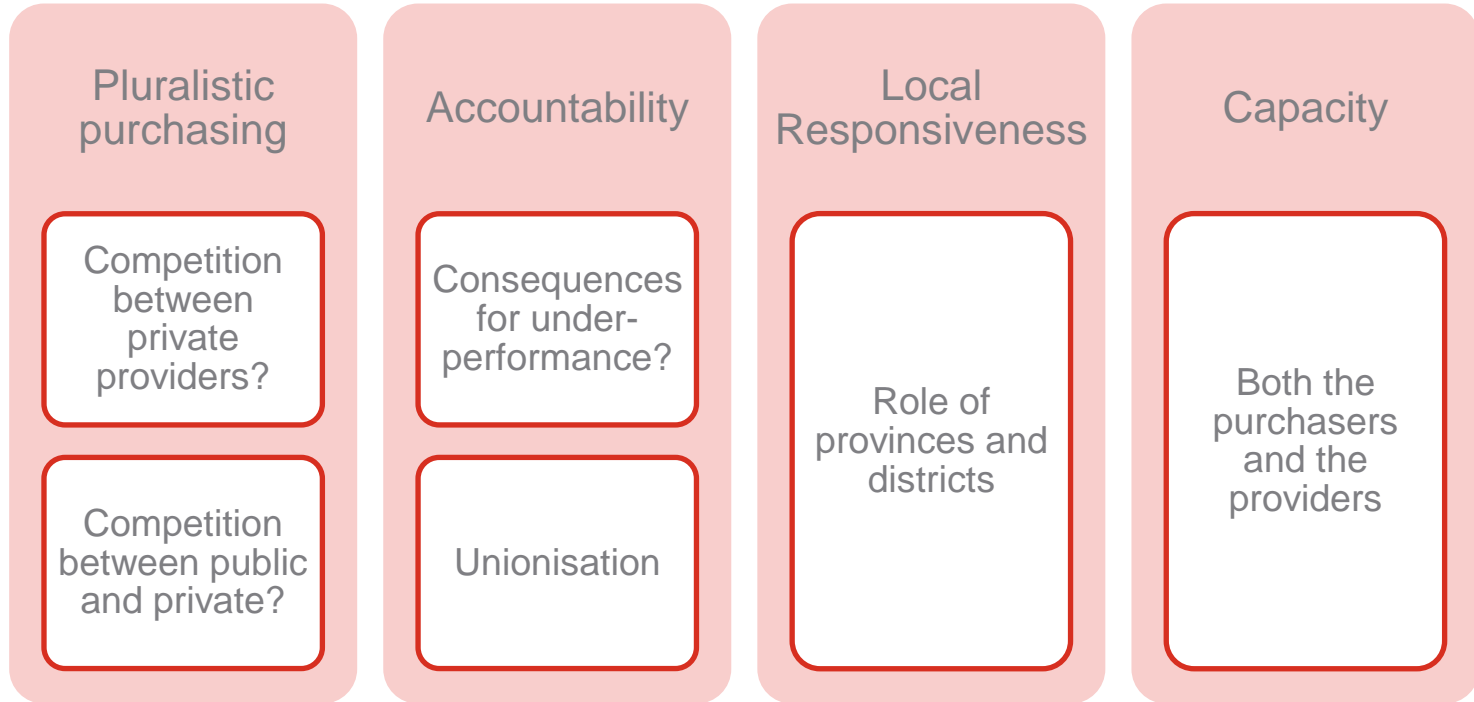 Pluralistic
purchasing
Competition
between
private
providers?
Competition
between public
and private?
Accountability
Consequences
for under-
performance?
Unionisation
Local
Responsiveness
Role of
provinces and
districts
Capacity
Both the
purchasers
and the
providers